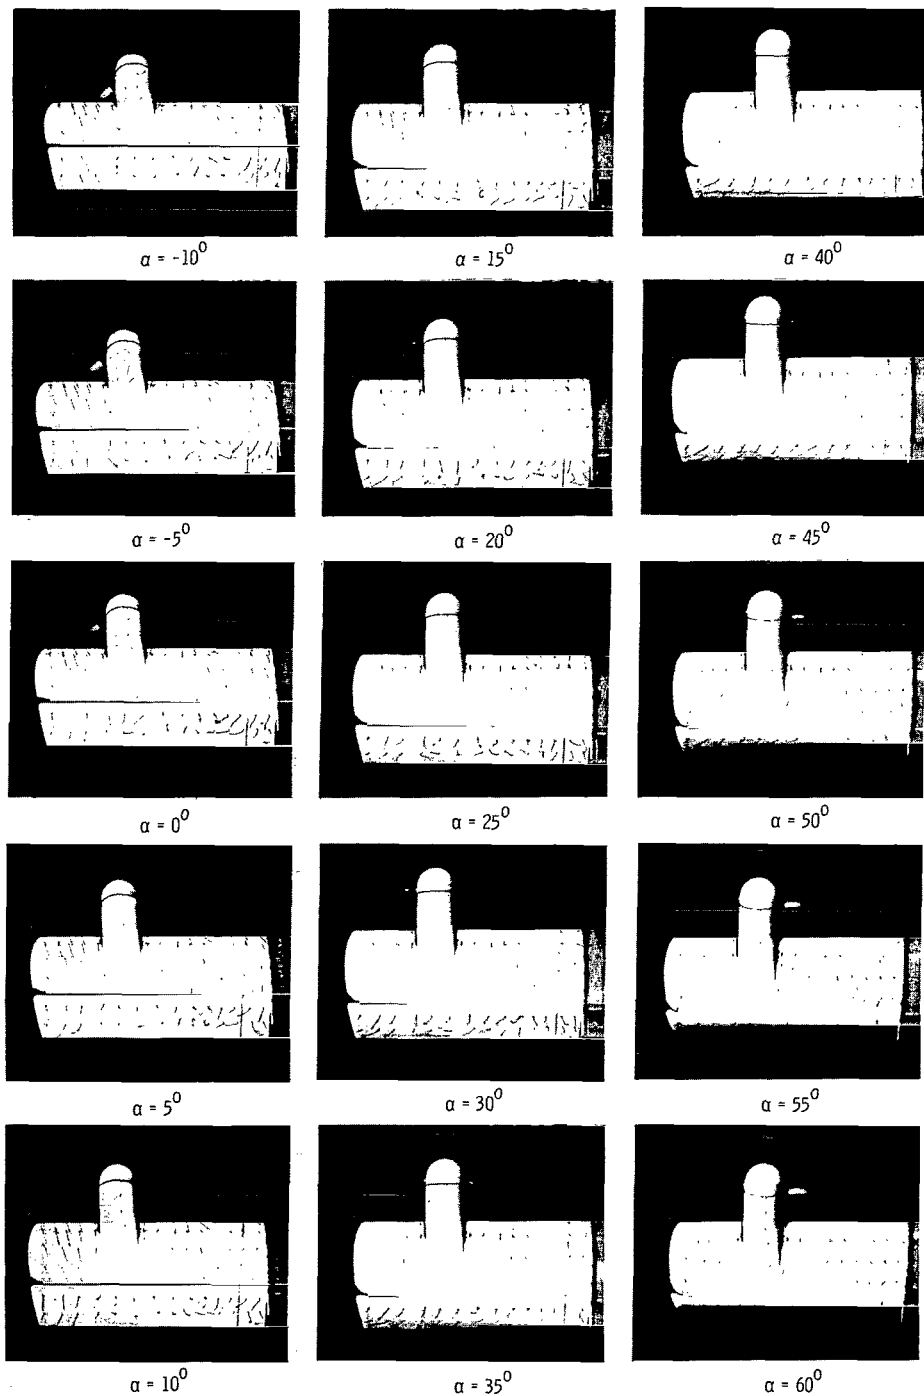 α = -10⁰
α = 15⁰
α = 40⁰
α = -5⁰
α = 20⁰
α = 45⁰
α = 0⁰
α = 25⁰
α = 50⁰
α = 5⁰
α = 30⁰
α = 55⁰
α = 10⁰
α = 35⁰
α = 60⁰